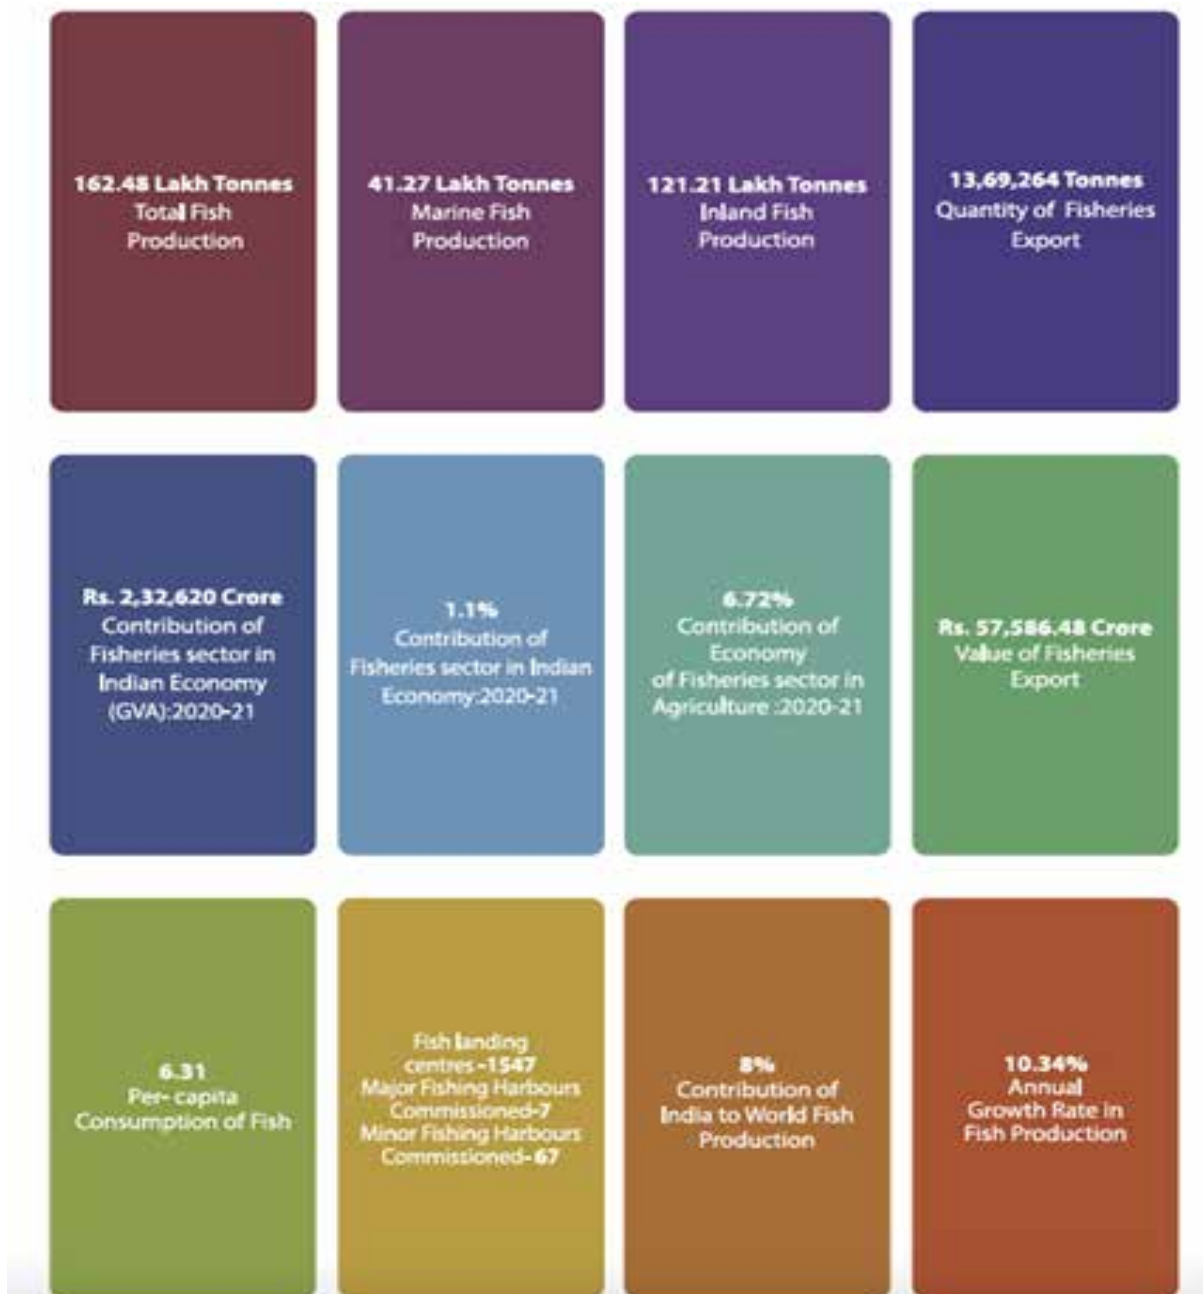 162.48 Lakh Tonnes
Total Fish
Production
41.27 Lakh Tonnes
Marine Fish
Production
121.21 Lakh Tonnes
Inland Fish
Production
13,69,264 Tonnes
Quantity of Fisheries
Export
Rs. 2,32,620 Crore
Contribution of
Fisheries sector in
Indian Economy
(GVA):2020-21
1.1%
Contribution of
Fisheries sector in Indian
Economy:2020-21
6.72%
Contribution of
Economy
of Fisheries sector in
Agriculture :2020-21
Rs. 57,586.48 Crore
Value of Fisheries
Export
6.31
Per- capita
Consumption of Fish
Fish landing
centres -1547
Major Fishing Harbours
Commissioned-7
Minor Fishing Harbours
Commissioned- 67
8%
Contribution of
India to World Fish
Production
10.34%
Annual
Growth Rate in
Fish Production